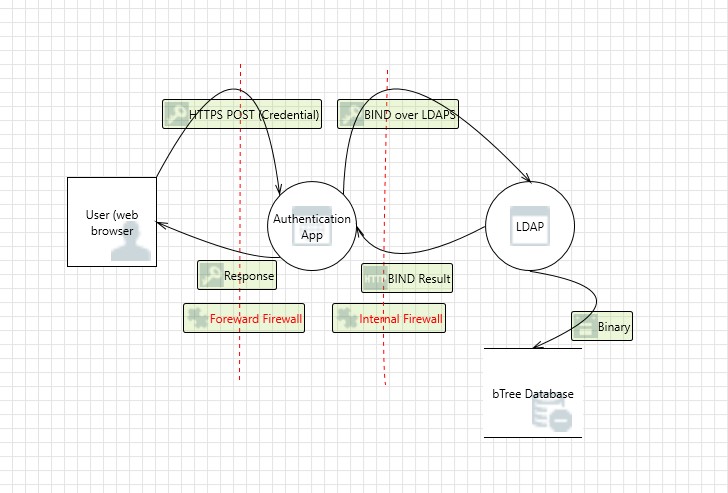 HTTPS POST (Credential)
BIND over LDAPS
User (web
browser
Authentication
App
LDAP
Response
BIND Result
Foreward Firewall
Internal Firewall
Binary
bTree Database